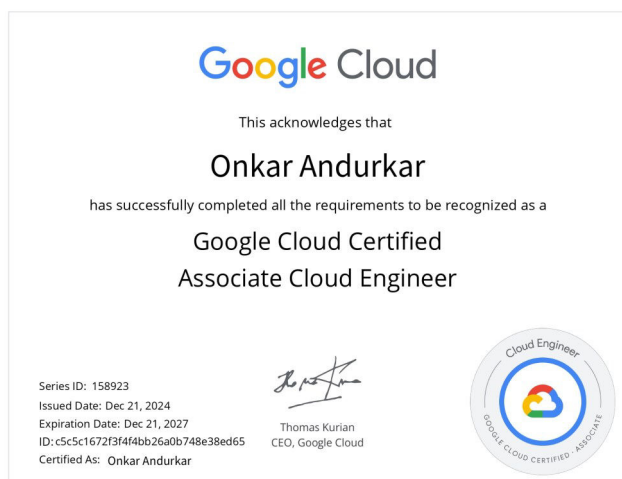 Google Cloud
This acknowledges that
Onkar Andurkar
has successfully completed all the requirements to be recognized as a
Google Cloud Certified
Associate Cloud Engineer
Series ID: 158923
Issued Date: Dec 21, 2024
Expiration Date: Dec 21, 2027
ID: c5c5c1672f3f4f4bb26a0b748e38ed65
Certified As: Onkar Andurkar
Thomas Kurian
CEO, Google Cloud
Cloud Engineer
GOOGLE CLOUD CERTIFIED · ASSOCIATE